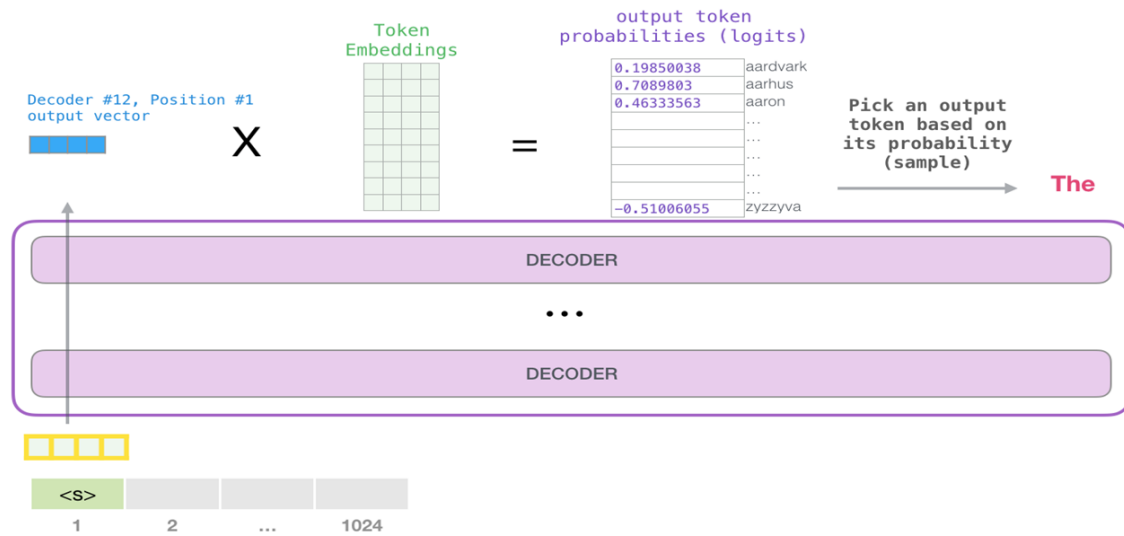 output token
probabilities (logits)
Token
Embeddings
0.19850038 aardvark
0.7089803 aarhus
0.46333563 aaron
...
...
...
...
...
-0.51006055 zyzzyva
Decoder #12, Position #1
output vector
X
=
Pick an output
token based on
its probability
(sample)
The
DECODER
...
DECODER
<s>
1 2 ... 1024